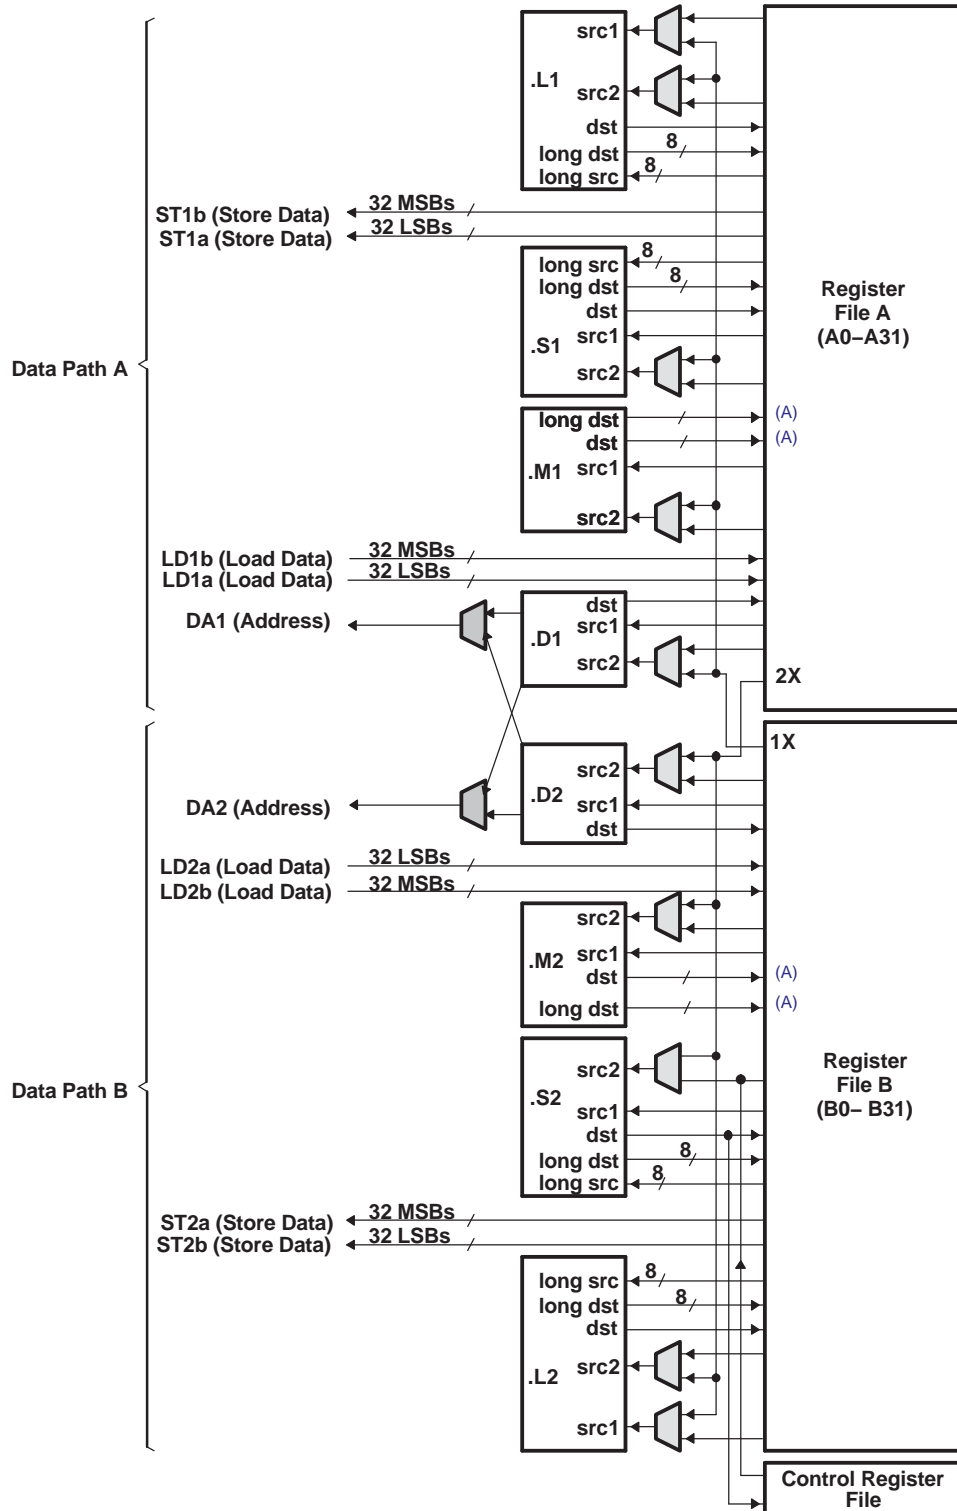 src1
.L1
src2
dst
long dst
8
long src
8
ST1b (Store Data)
32 MSBs
ST1a (Store Data)
32 LSBs
long src
8
long dst
8
dst
.S1
src1
src2
Register
File A
(A0–A31)
Data Path A
long dst
(A)
dst
(A)
.M1
src1
src2
LD1b (Load Data)
32 MSBs
LD1a (Load Data)
32 LSBs
DA1 (Address)
dst
src1
.D1
src2
2X
1X
src2
.D2
DA2 (Address)
src1
dst
LD2a (Load Data)
32 LSBs
LD2b (Load Data)
32 MSBs
src2
.M2
src1
dst
(A)
long dst
(A)
src2
.S2
src1
dst
long dst
8
long src
8
Register
File B
(B0– B31)
Data Path B
ST2a (Store Data)
32 MSBs
ST2b (Store Data)
32 LSBs
long src
8
long dst
8
dst
src2
.L2
src1
Control Register
File